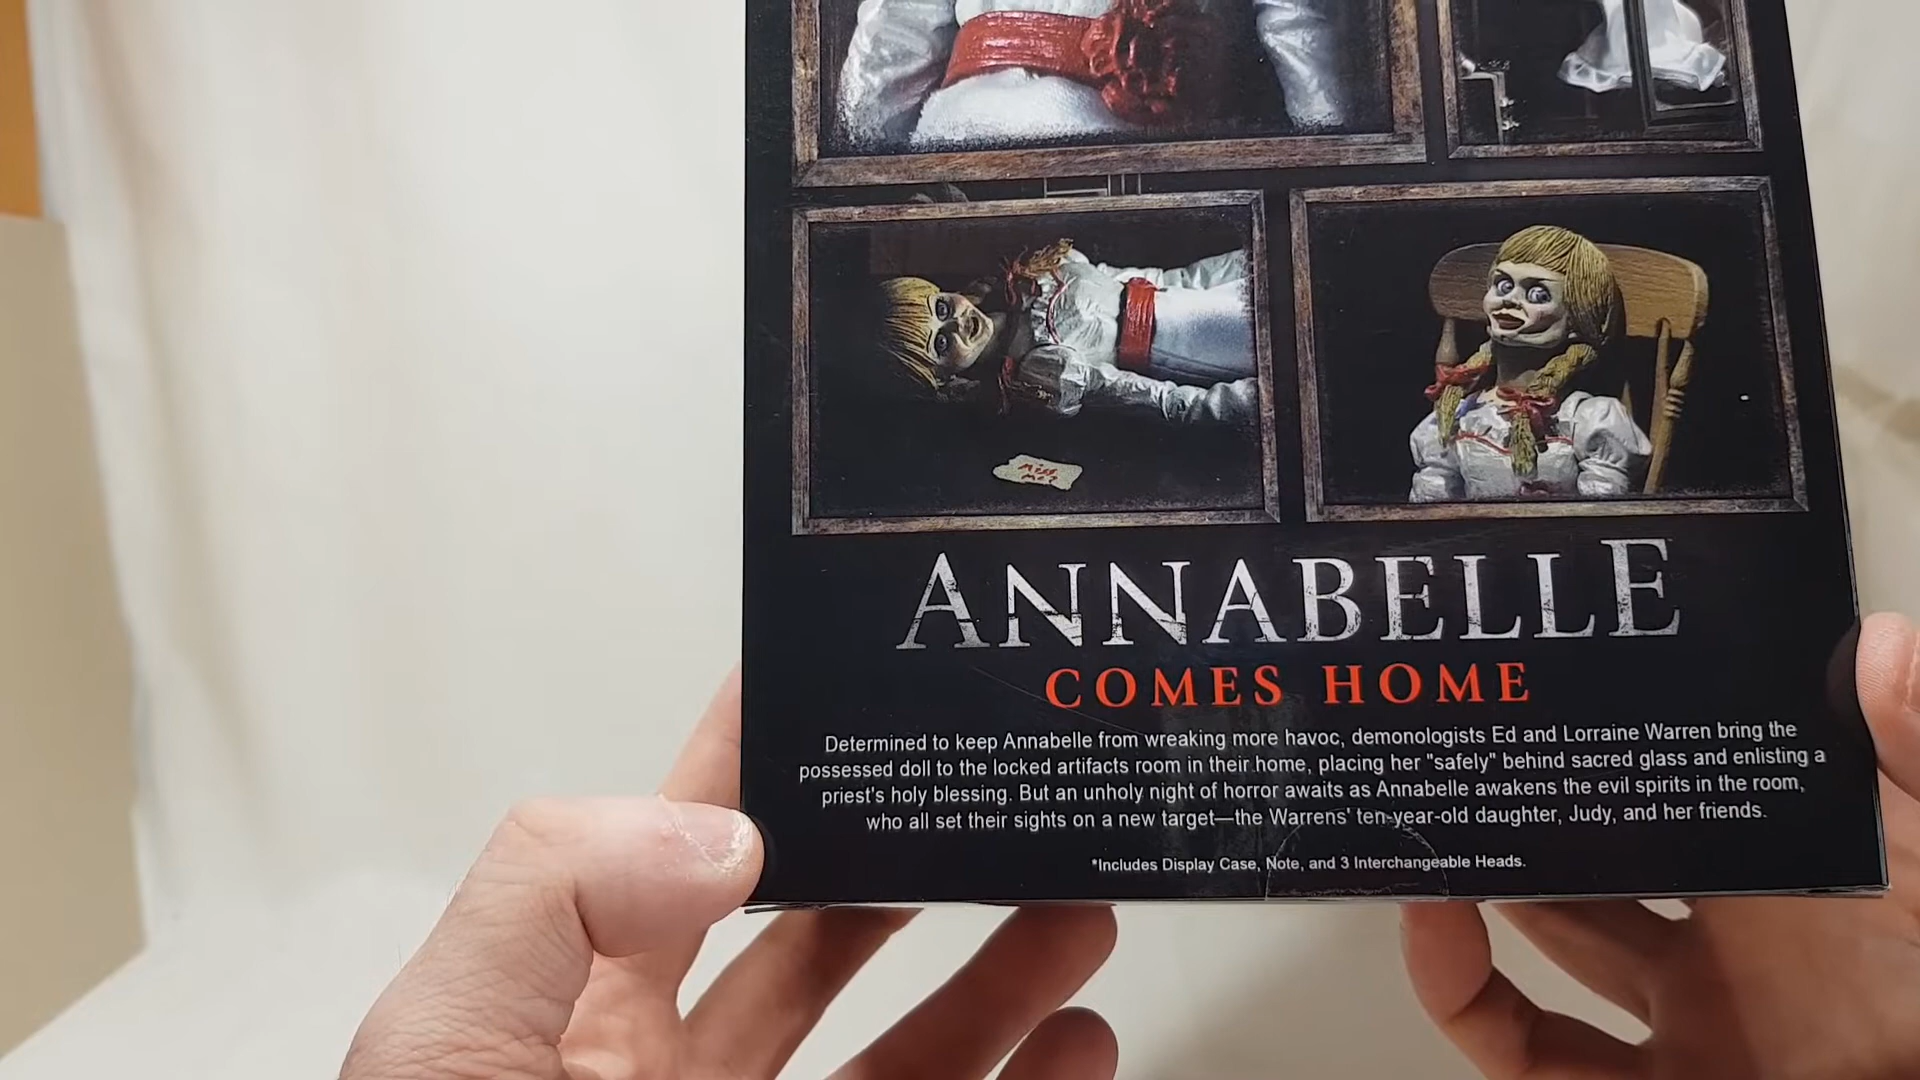 miss
me?
ANNABELLE
COMES HOME
Determined to keep Annabelle from wreaking more havoc, demonologists Ed and Lorraine Warren bring the
possessed doll to the locked artifacts room in their home, placing her "safely" behind sacred glass and enlisting a
priest's holy blessing. But an unholy night of horror awaits as Annabelle awakens the evil spirits in the room,
who all set their sights on a new target—the Warrens' ten-year-old daughter, Judy, and her friends.
*Includes Display Case, Note, and 3 Interchangeable Heads.